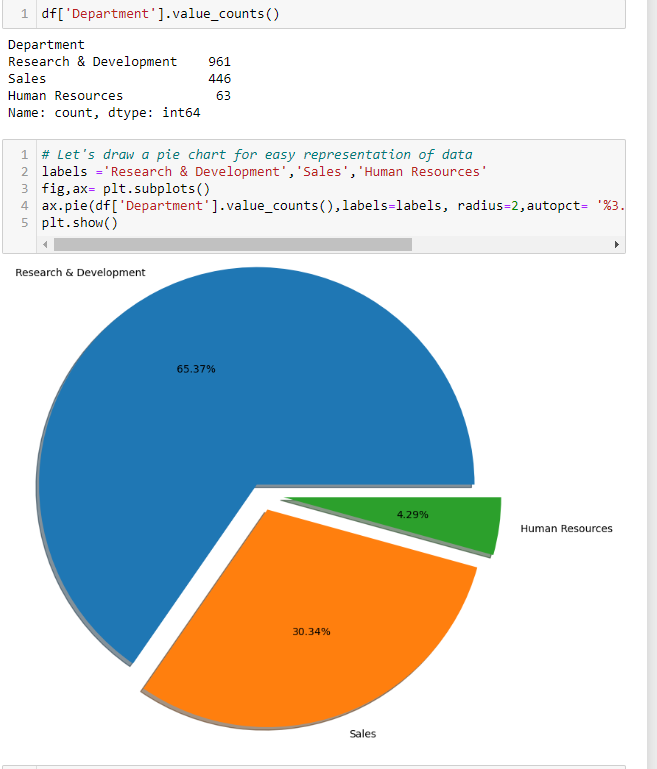 1 df['Department'].value_counts()
Department
Research & Development    961
Sales                     446
Human Resources            63
Name: count, dtype: int64
1 # Let's draw a pie chart for easy representation of data
2 labels ='Research & Development','Sales','Human Resources'
3 fig,ax= plt.subplots()
4 ax.pie(df['Department'].value_counts(),labels=labels, radius=2,autopct= '%3.
5 plt.show()
Research & Development
65.37%
4.29%
Human Resources
30.34%
Sales